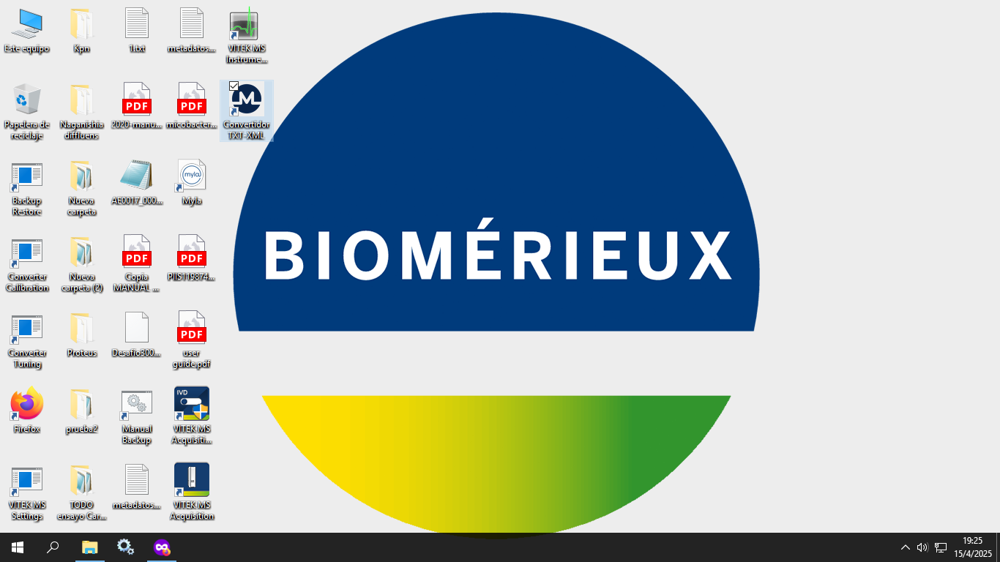 Este equipo
Kpn
1.txt
metadatos...
VITEK MS
Instrume...
Papelera de
reciclaje
Naganishia
diffluens
PDF
2020-manu...
PDF
micobacter...
M
Convertidor
TXT-XML
Backup
Restore
Nueva
carpeta
AE0017_000...
myla
Myla
Converter
Calibration
Nueva
carpeta (2)
PDF
Copia
MANUAL ...
PDF
PIIS119874...
BIOMÉRIEUX
Converter
Tuning
Proteus
Desafio300...
PDF
user
guide.pdf
Firefox
prueba2
Manual
Backup
IVD
VITEK MS
Acquisiti...
VITEK MS
Settings
TODO
ensayo Car...
metadatos...
VITEK MS
Acquisition
19:25
15/4/2025